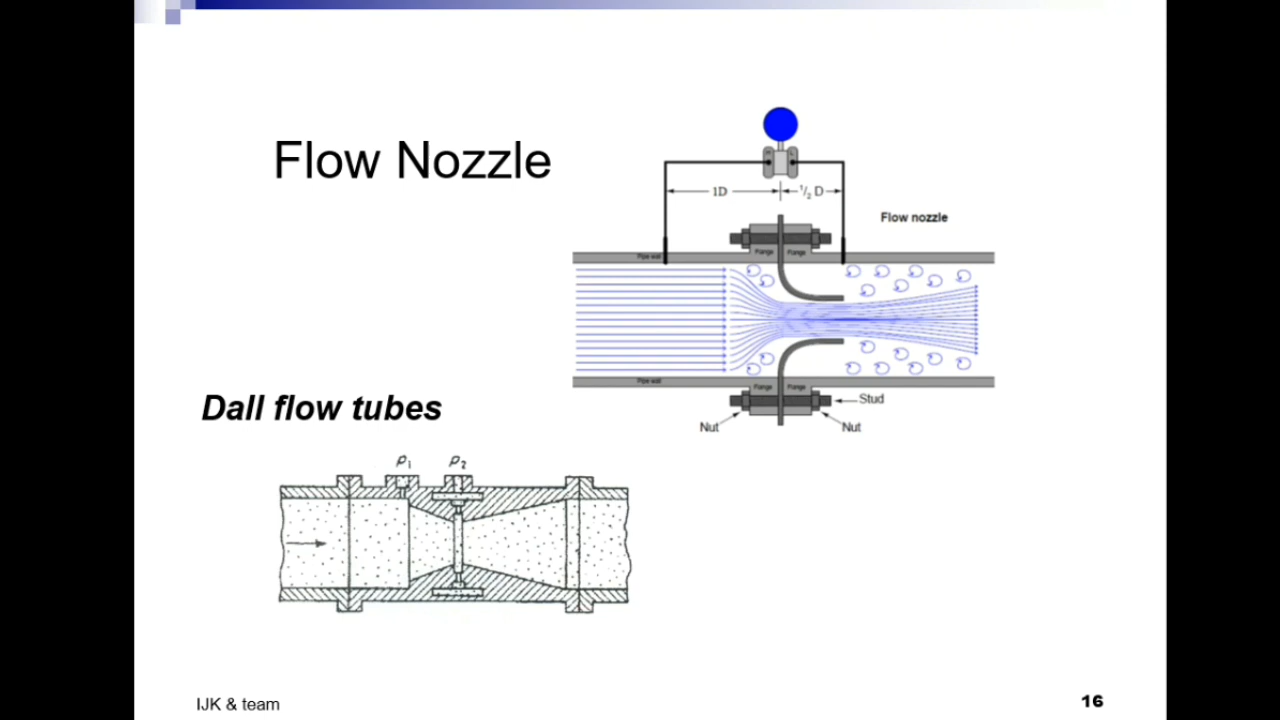 Flow Nozzle
1D
1/2 D
Flow nozzle
Flange
Flange
Pipe wall
Pipe wall
Flange
Flange
Stud
Nut
Nut
Dall flow tubes
p1
p2
IJK & team
16